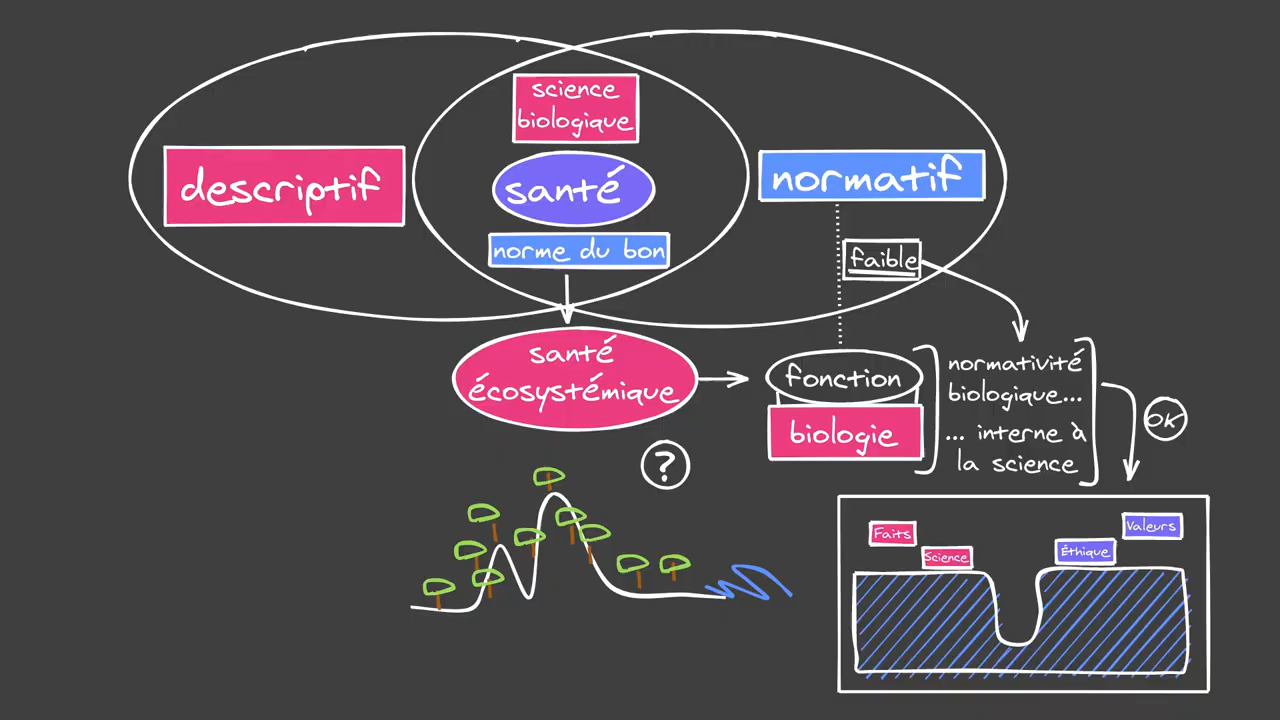 science
biologique
descriptif
santé
normatif
norme du bon
faible
santé
écosystémique
fonction
biologie
normativité
biologique...
... interne à
la science
OK
?
Faits
Science
Éthique
Valeurs